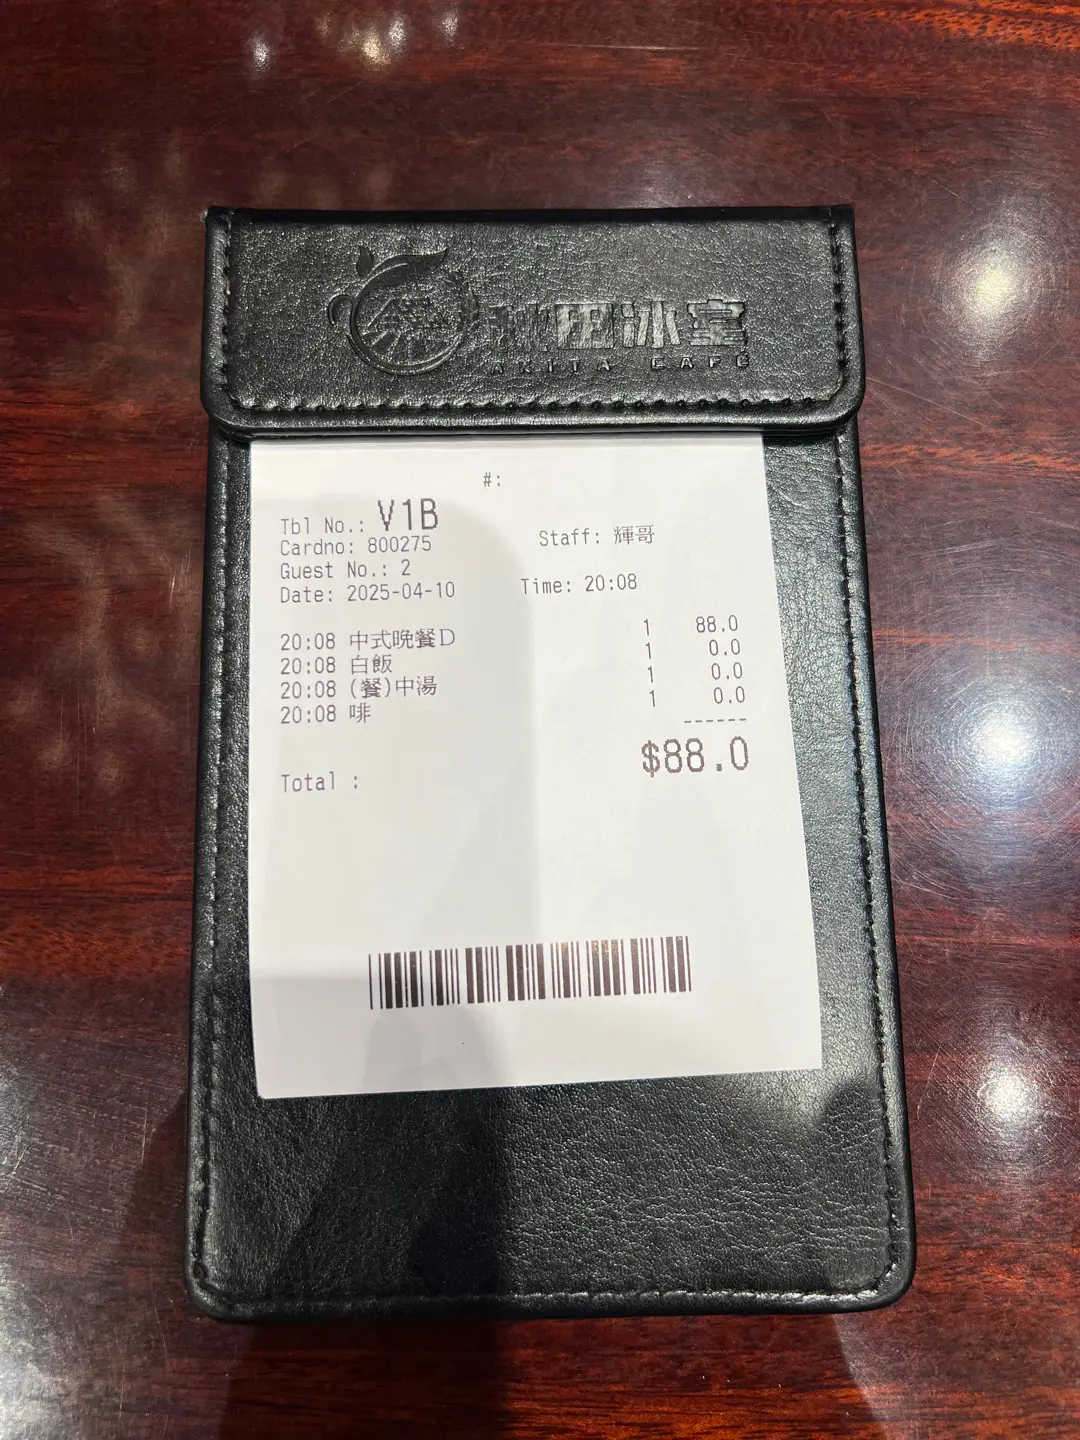 秋田冰室
AKITA CAFE
#:
Tbl No.: V1B
Cardno: 800275 Staff: 輝哥
Guest No.: 2
Date: 2025-04-10 Time: 20:08
20:08 中式晚餐D 1 88.0
20:08 白飯 1 0.0
20:08 (餐)中湯 1 0.0
20:08 啡 1 0.0
------
Total : $88.0